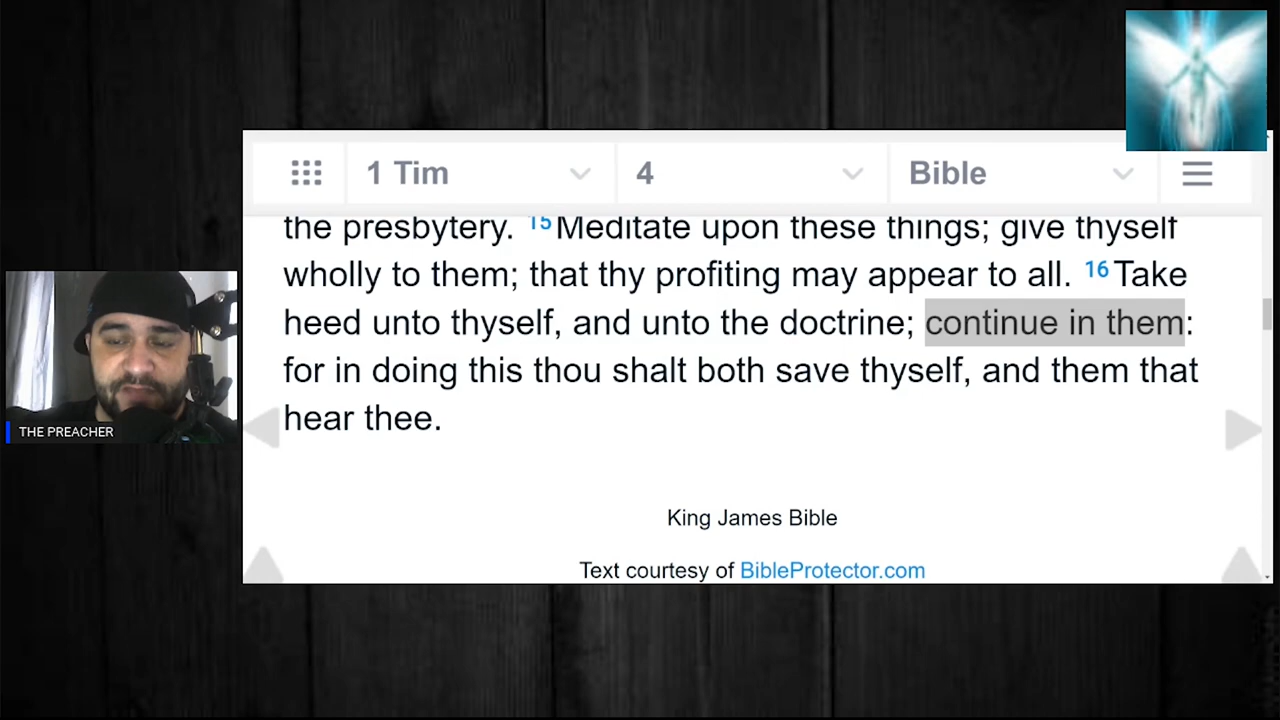 1 Tim 4 Bible
the presbytery. 15 Meditate upon these things; give thyself
wholly to them; that thy profiting may appear to all. 16 Take
heed unto thyself, and unto the doctrine; continue in them:
for in doing this thou shalt both save thyself, and them that
hear thee.
THE PREACHER
King James Bible
Text courtesy of BibleProtector.com